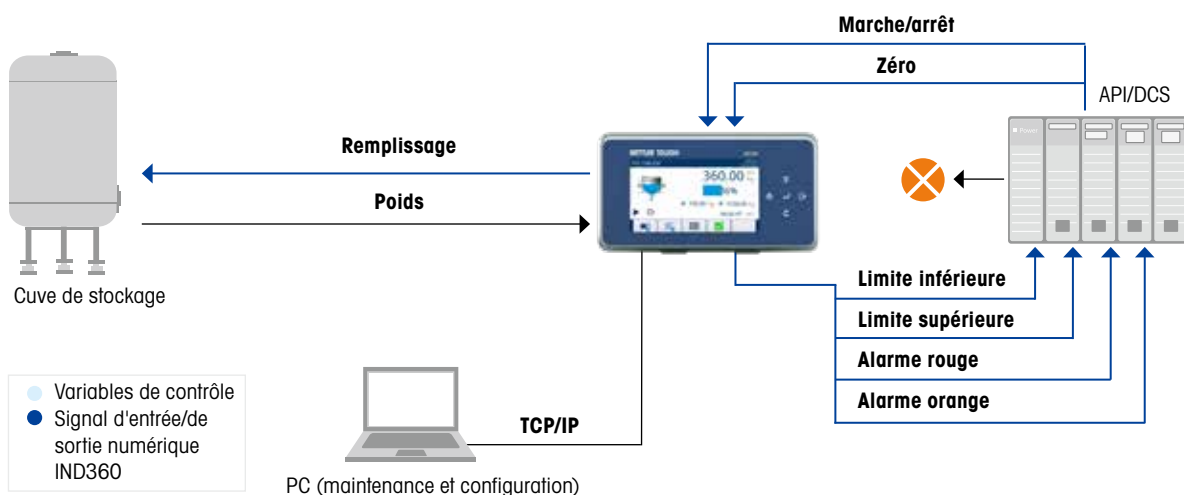 Marche/arrêt
Zéro
API/DCS
Power
Remplissage
METTLER TOLEDO
360.00
Poids
Limite inférieure
Limite supérieure
Alarme rouge
Alarme orange
Cuve de stockage
Variables de contrôle
Signal d'entrée/de
sortie numérique
IND360
TCP/IP
PC (maintenance et configuration)